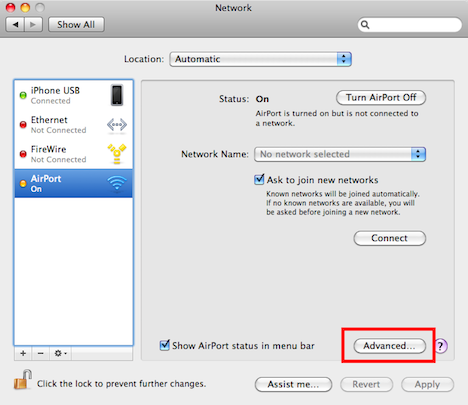 Network
Show All
Location: Automatic
iPhone USB
Connected
Ethernet
Not Connected
FireWire
Not Connected
AirPort
On
Status: On
Turn AirPort Off
AirPort is turned on but is not connected to
a network.
Network Name: No network selected
Ask to join new networks
Known networks will be joined automatically.
If no known networks are available, you will
be asked before joining a new network.
Connect
Show AirPort status in menu bar
Advanced...
?
Click the lock to prevent further changes.
Assist me...
Revert
Apply